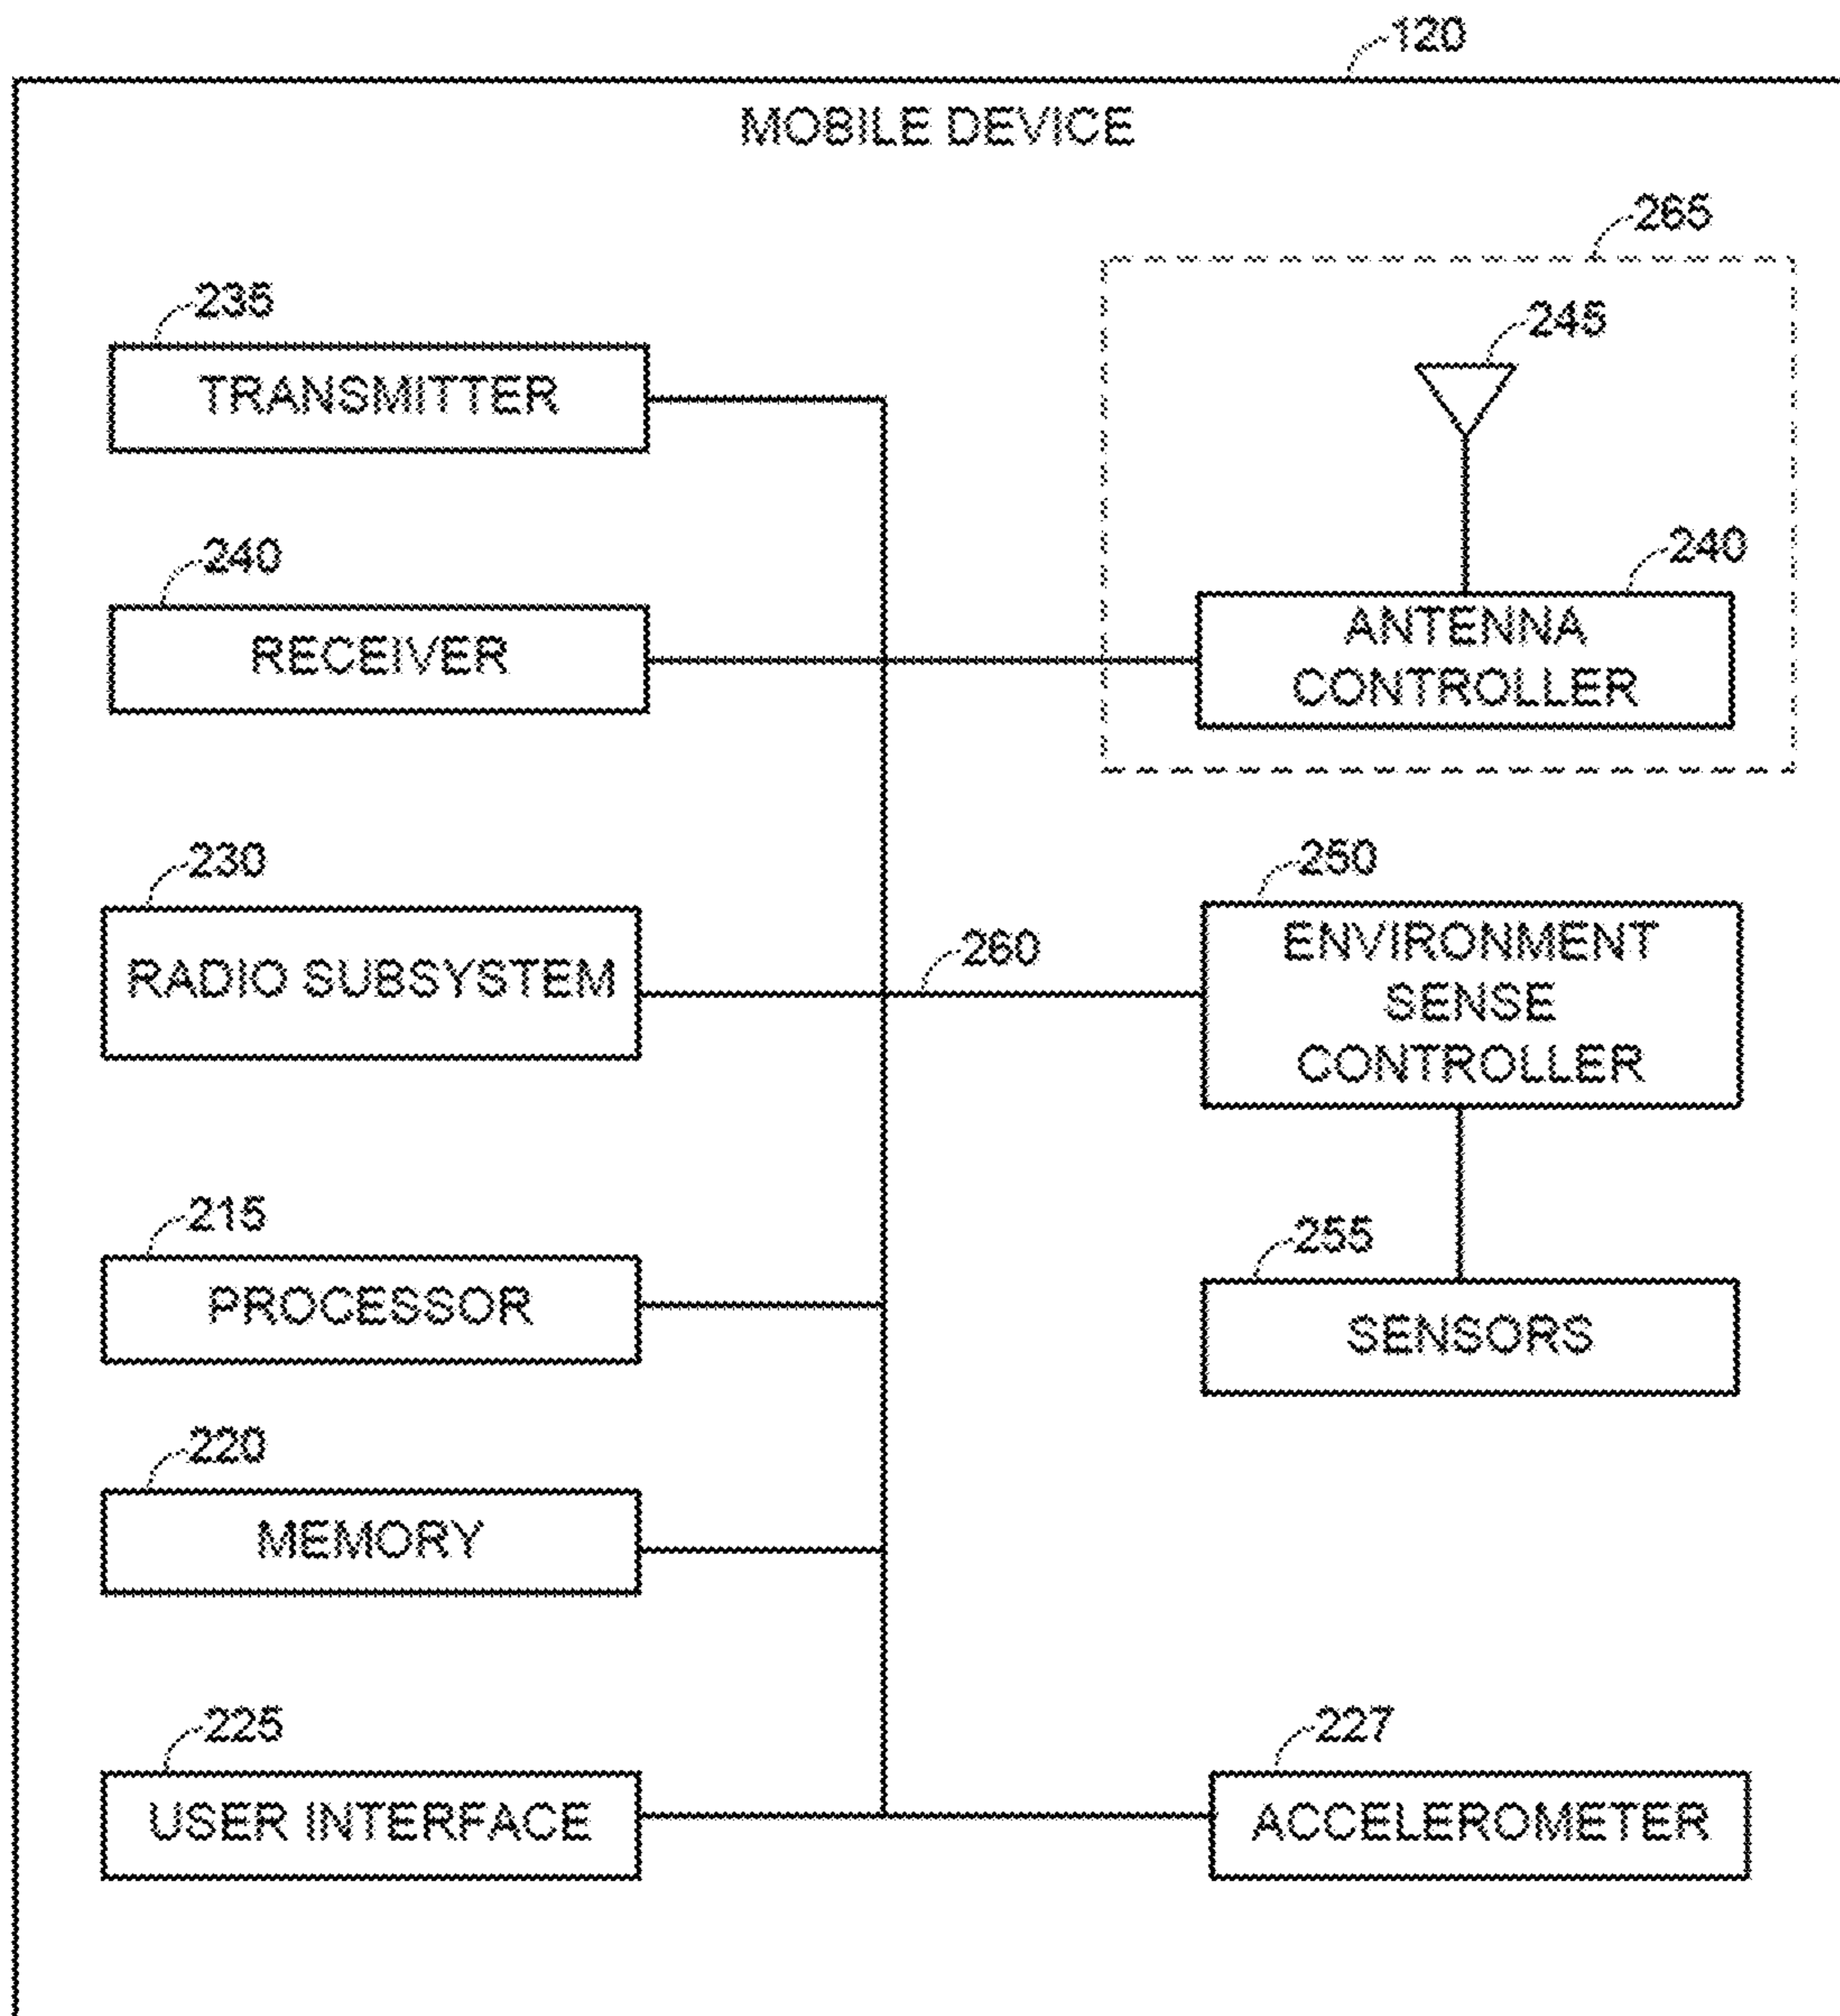 120
MOBILE DEVICE
265
235
245
TRANSMITTER
240
240
RECEIVER
ANTENNA
CONTROLLER
230
250
RADIO SUBSYSTEM
260
ENVIRONMENT
SENSE
CONTROLLER
215
255
PROCESSOR
SENSORS
220
MEMORY
225
227
USER INTERFACE
ACCELEROMETER